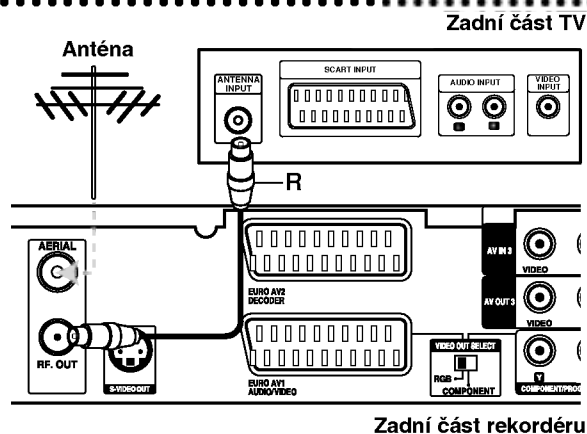 Zadní část TV
Anténa
SCART INPUT
ANTENNA
INPUT
AUDIO INPUT
VIDEO
INPUT
R
AERIAL
AV IN 3
VIDEO
EURO AV2
DECODER
AV OUT 3
VIDEO
RF. OUT
S-VIDEO OUT
EURO AV1
AUDIO/VIDEO
VIDEO OUT SELECT
RGB
COMPONENT
Y
COMPONENT/PROG
Zadní část rekordéru